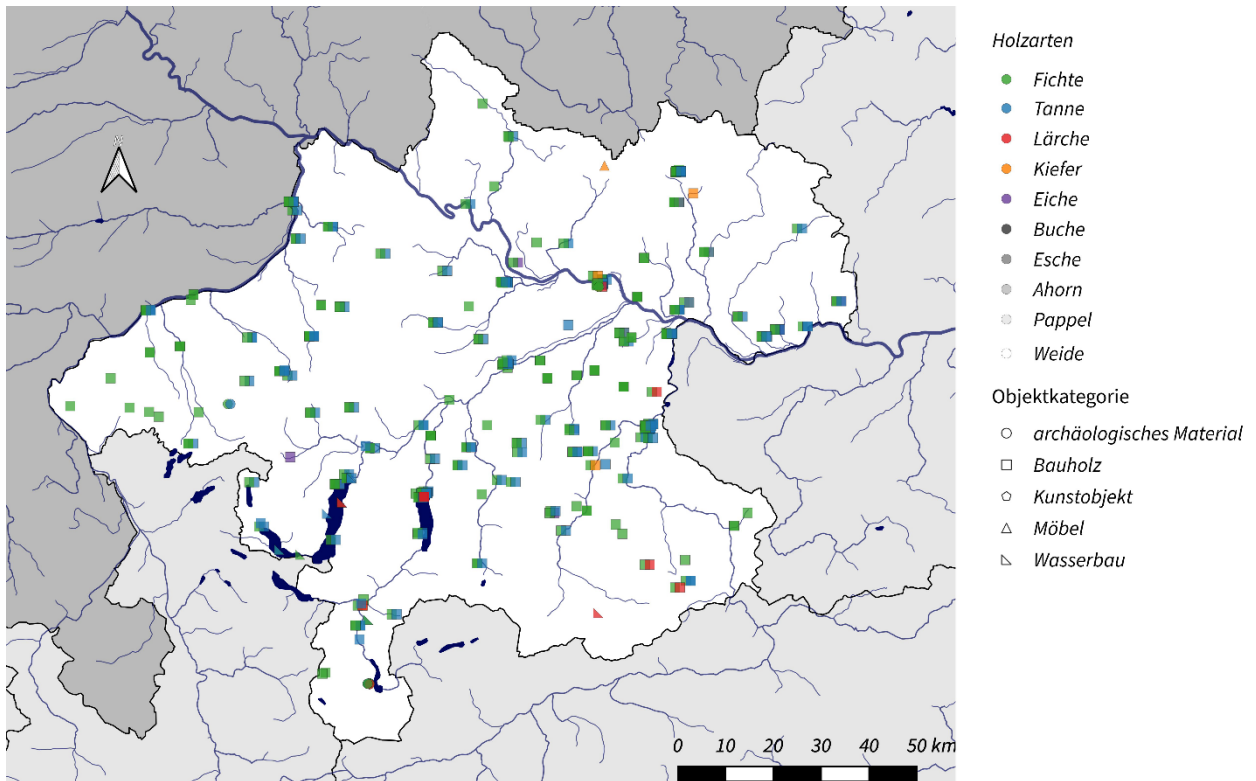 Holzarten
Fichte
Tanne
Lärche
Kiefer
Eiche
Buche
Esche
Ahorn
Pappel
Weide
Objektkategorie
archäologisches Material
Bauholz
Kunstobjekt
Möbel
Wasserbau
0 10 20 30 40 50 km